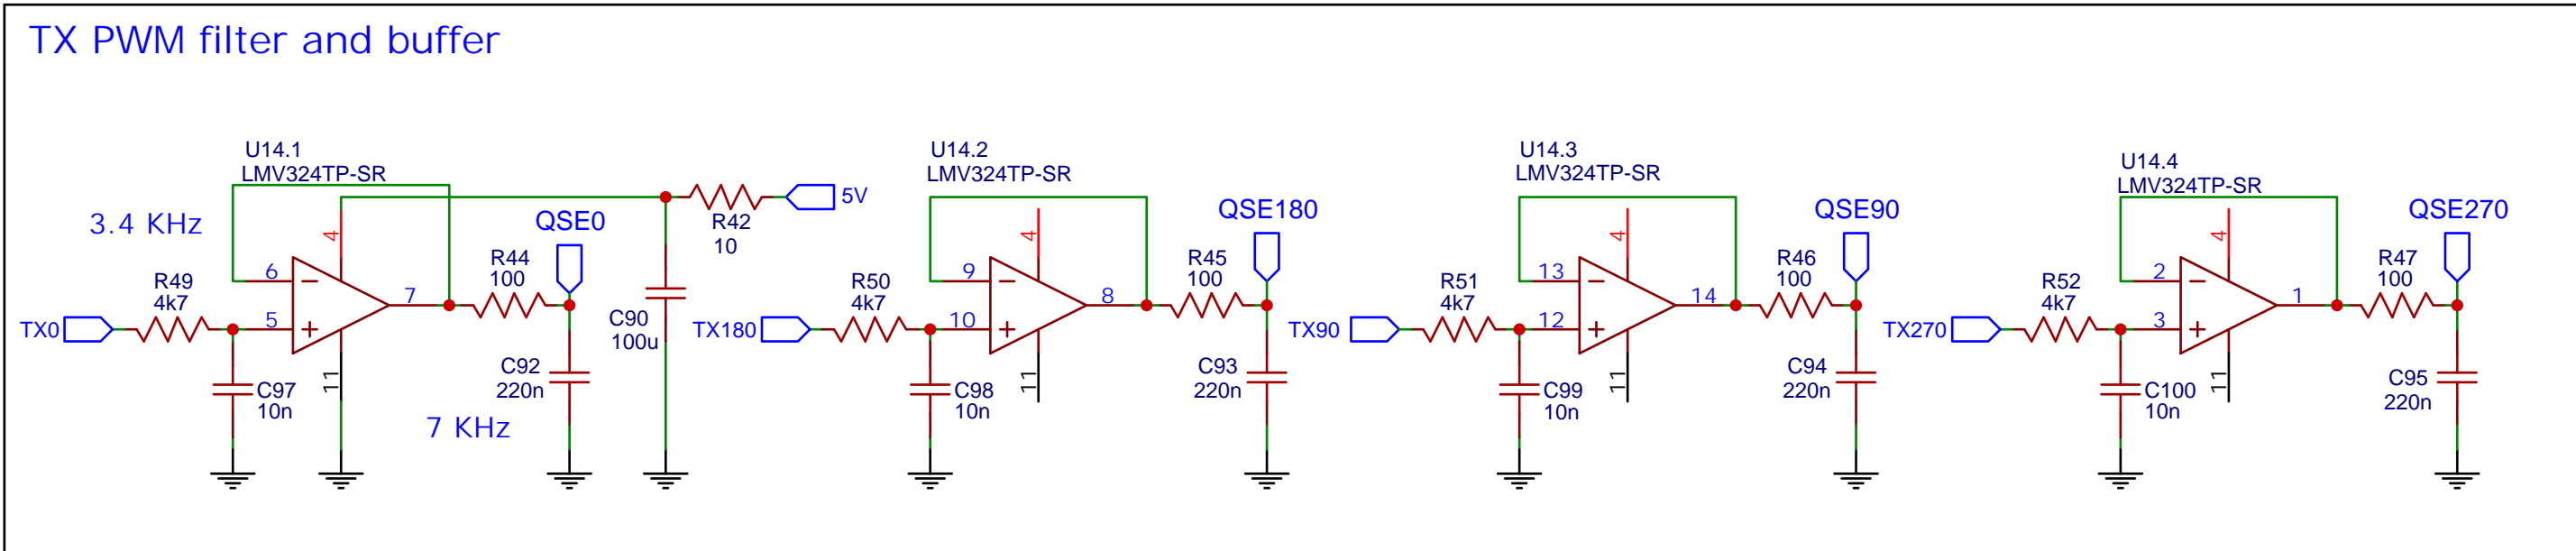 TX PWM filter and buffer
U14.1
LMV324TP-SR
3.4 KHz
4
6
5
7
11
R49
4k7
TX0
C97
10n
R44
100
QSE0
C92
220n
7 KHz
R42
10
5V
C90
100u
U14.2
LMV324TP-SR
4
9
10
8
11
R50
4k7
TX180
C98
10n
R45
100
QSE180
C93
220n
U14.3
LMV324TP-SR
4
13
12
14
11
R51
4k7
TX90
C99
10n
R46
100
QSE90
C94
220n
U14.4
LMV324TP-SR
4
2
3
1
11
R52
4k7
TX270
C100
10n
R47
100
QSE270
C95
220n